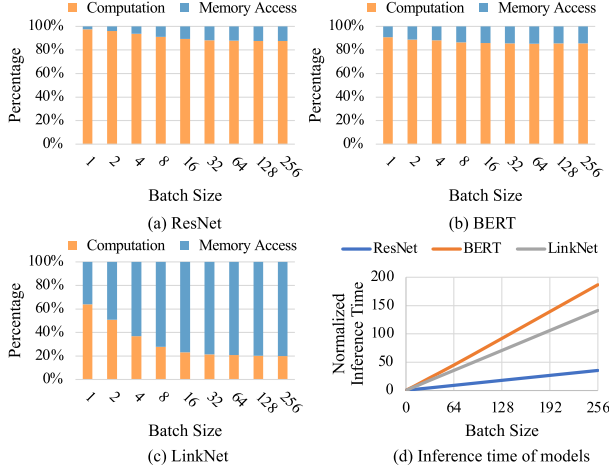 Computation Memory Access
100%
80%
60%
40%
20%
0%
Percentage
1 2 4 8 16 32 64 128 256
Batch Size
(a) ResNet
Computation Memory Access
100%
80%
60%
40%
20%
0%
Percentage
1 2 4 8 16 32 64 128 256
Batch Size
(b) BERT
Computation Memory Access
100%
80%
60%
40%
20%
0%
Percentage
1 2 4 8 16 32 64 128 256
Batch Size
(c) LinkNet
ResNet BERT LinkNet
200
150
100
50
0
Normalized
Inference Time
0 64 128 192 256
Batch Size
(d) Inference time of models